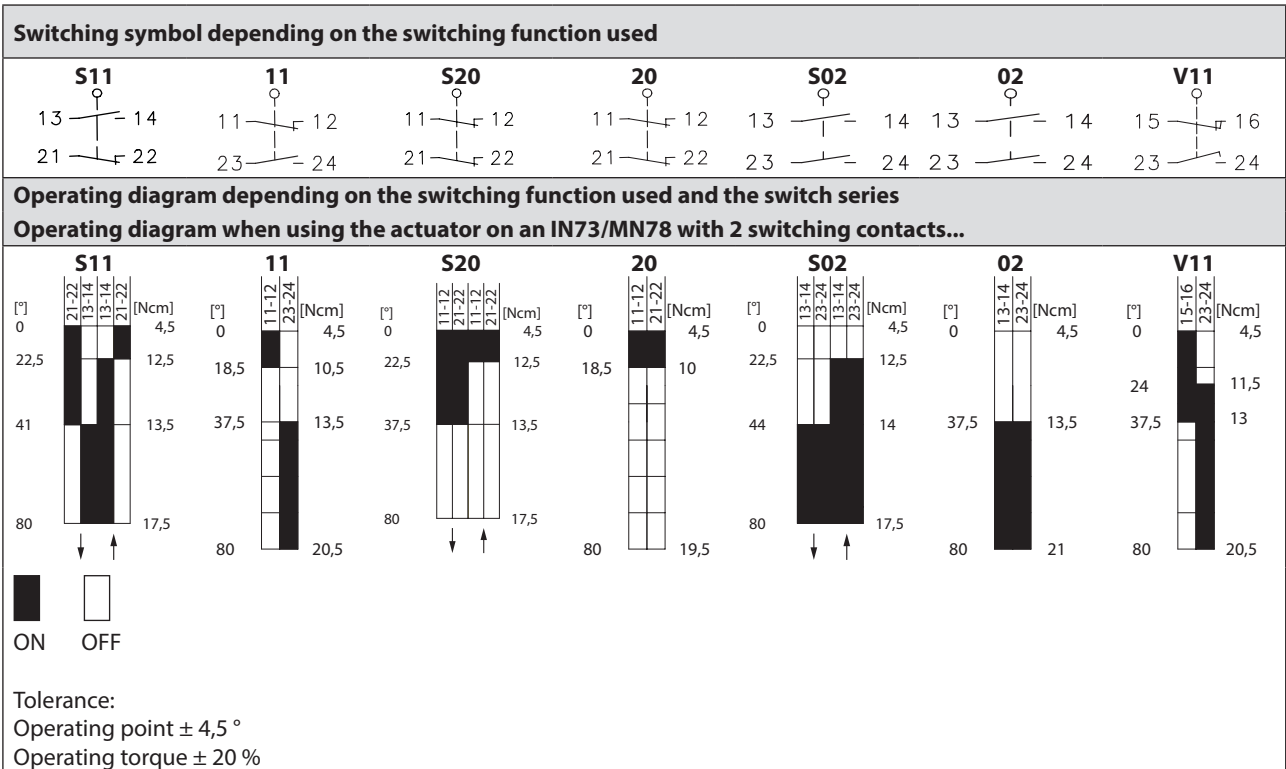 Switching symbol depending on the switching function used
S11 11 S20 20 S02 02 V11
13 14 11 12 11 12 11 12 13 14 13 14 15 16
21 22 23 24 21 22 21 22 23 24 23 24 23 24
Operating diagram depending on the switching function used and the switch series
Operating diagram when using the actuator on an IN73/MN78 with 2 switching contacts...
S11 11 S20 20 S02 02 V11
21-22 13-14 13-14 21-22 11-12 23-24 11-12 21-22 11-12 21-22 11-12 21-22 13-14 23-24 13-14 23-24 13-14 23-24 15-16 23-24
[°] [Ncm] [°] [Ncm] [°] [Ncm] [°] [Ncm] [°] [Ncm] [°] [Ncm] [°] [Ncm]
0 4,5 0 4,5 0 4,5 0 4,5 0 4,5 0 4,5 0 4,5
22,5 12,5 18,5 10,5 22,5 12,5 18,5 10 22,5 12,5 24 11,5
41 13,5 37,5 13,5 37,5 13,5 44 14 37,5 13,5 37,5 13
80 17,5 80 20,5 80 17,5 80 19,5 80 17,5 80 21 80 20,5
ON OFF
Tolerance:
Operating point ± 4,5 °
Operating torque ± 20 %